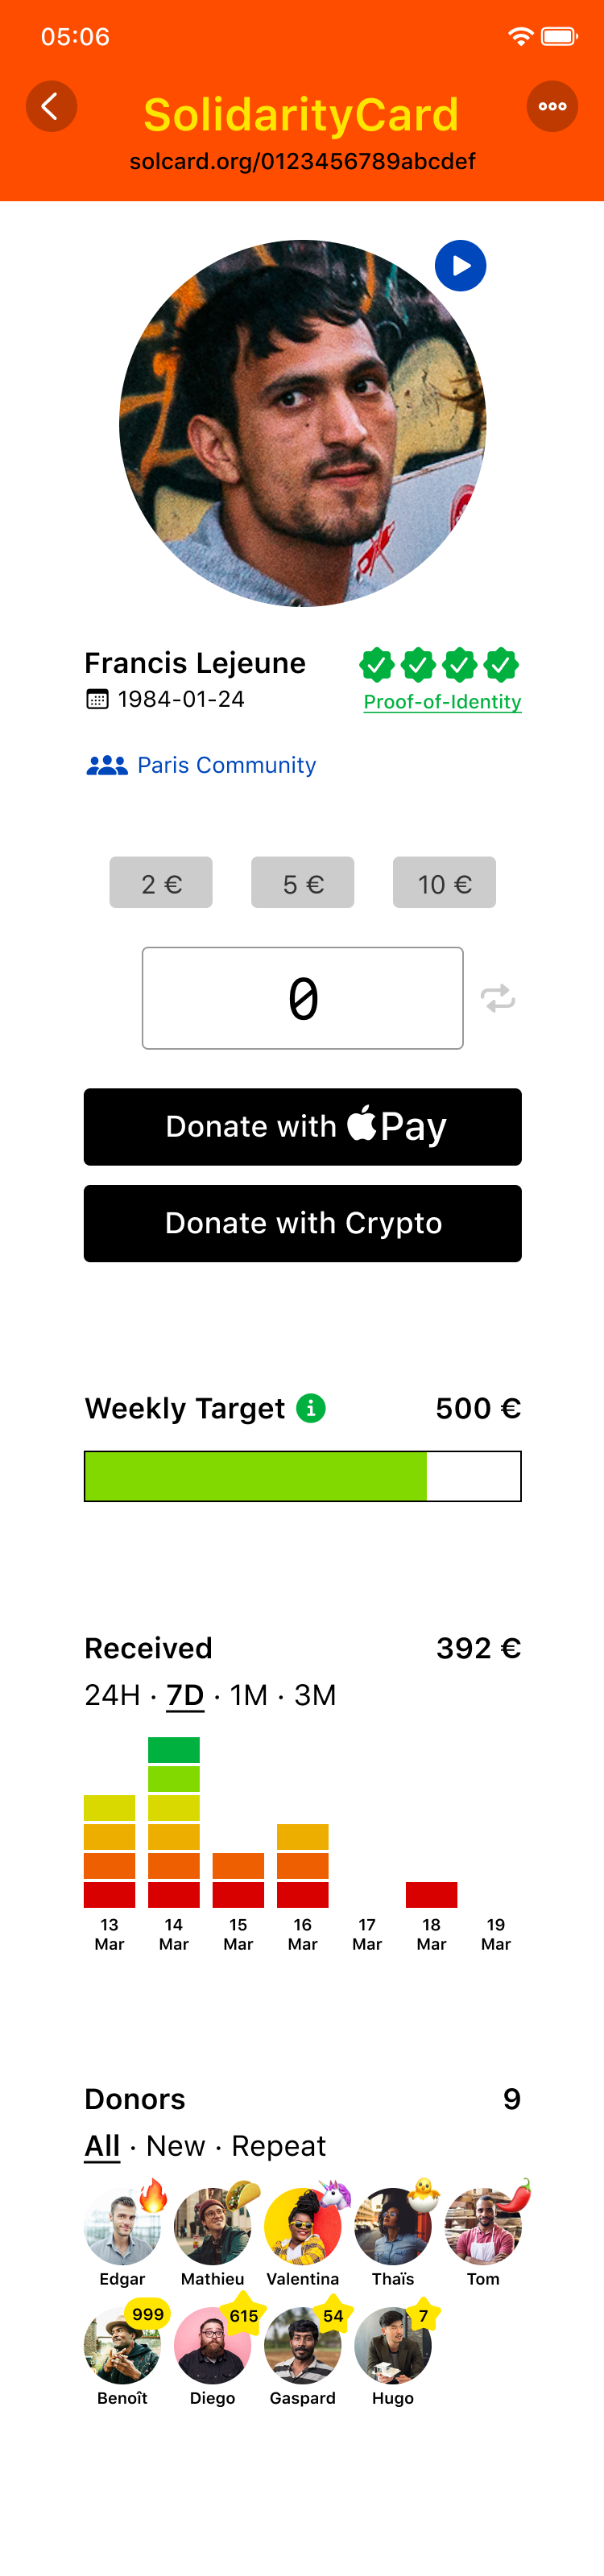 05:06
SolidarityCard
solcard.org/0123456789abcdef
Francis Lejeune
1984-01-24
Proof-of-Identity
Paris Community
2 € 5 € 10 €
0
Donate with Pay
Donate with Crypto
Weekly Target 500 €
Received 392 €
24H · 7D · 1M · 3M
13 14 15 16 17 18 19
Mar Mar Mar Mar Mar Mar Mar
Donors 9
All · New · Repeat
Edgar Mathieu Valentina Thaïs Tom
999 615 54 7
Benoît Diego Gaspard Hugo